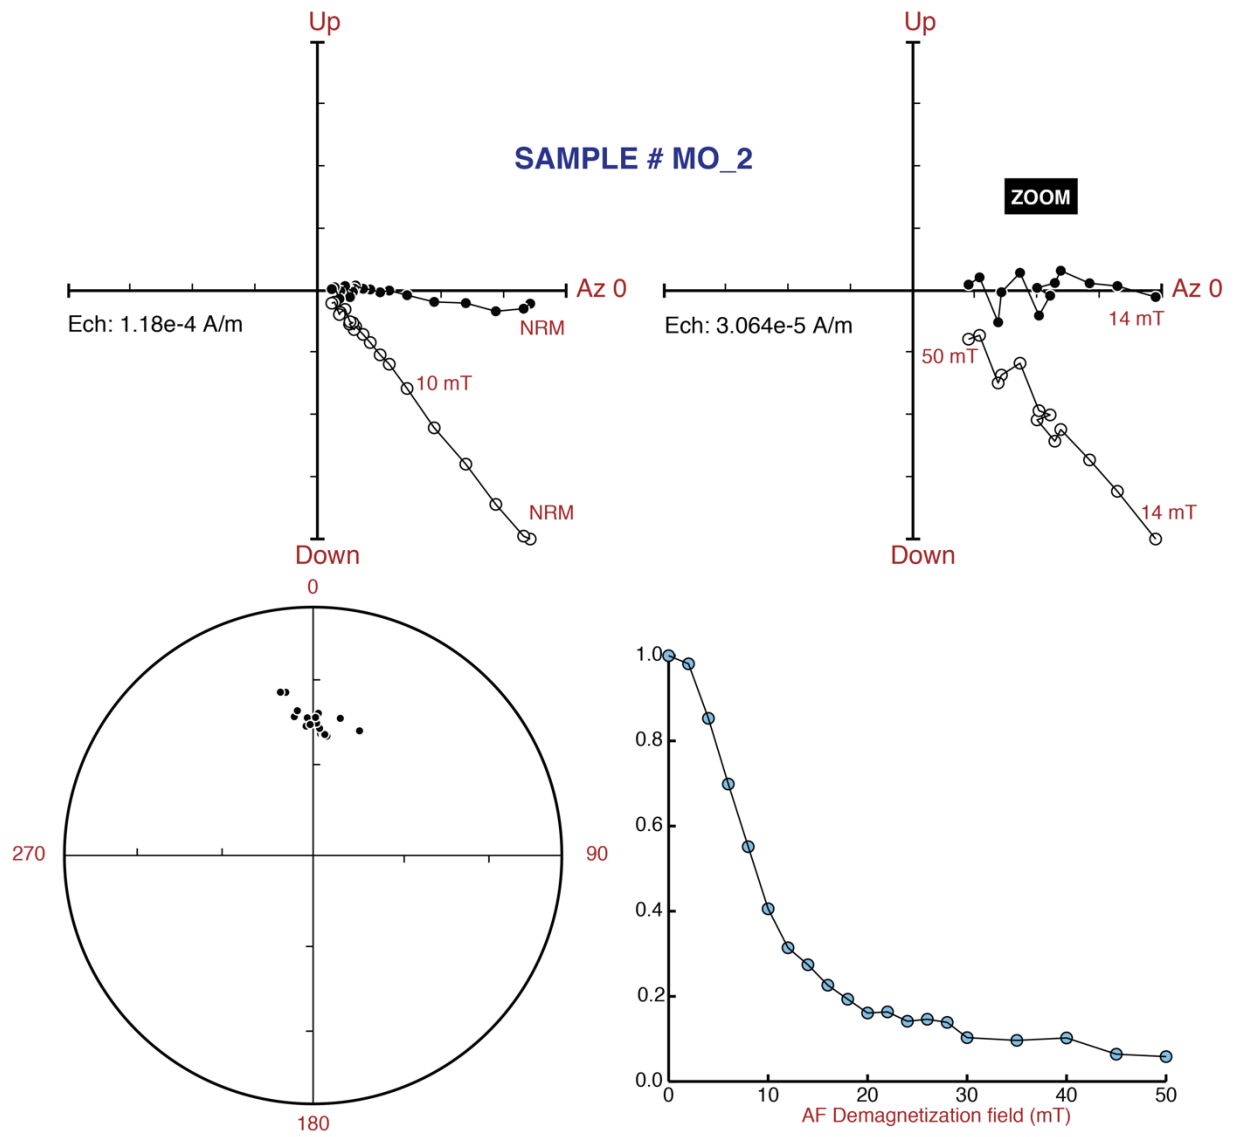 Up
Up
SAMPLE # MO_2
ZOOM
Az 0
Az 0
Ech: 1.18e-4 A/m
NRM
Ech: 3.064e-5 A/m
14 mT
10 mT
50 mT
NRM
14 mT
Down
Down
0
270
90
180
1.0
0.8
0.6
0.4
0.2
0.0
0
10
20
30
40
50
AF Demagnetization field (mT)